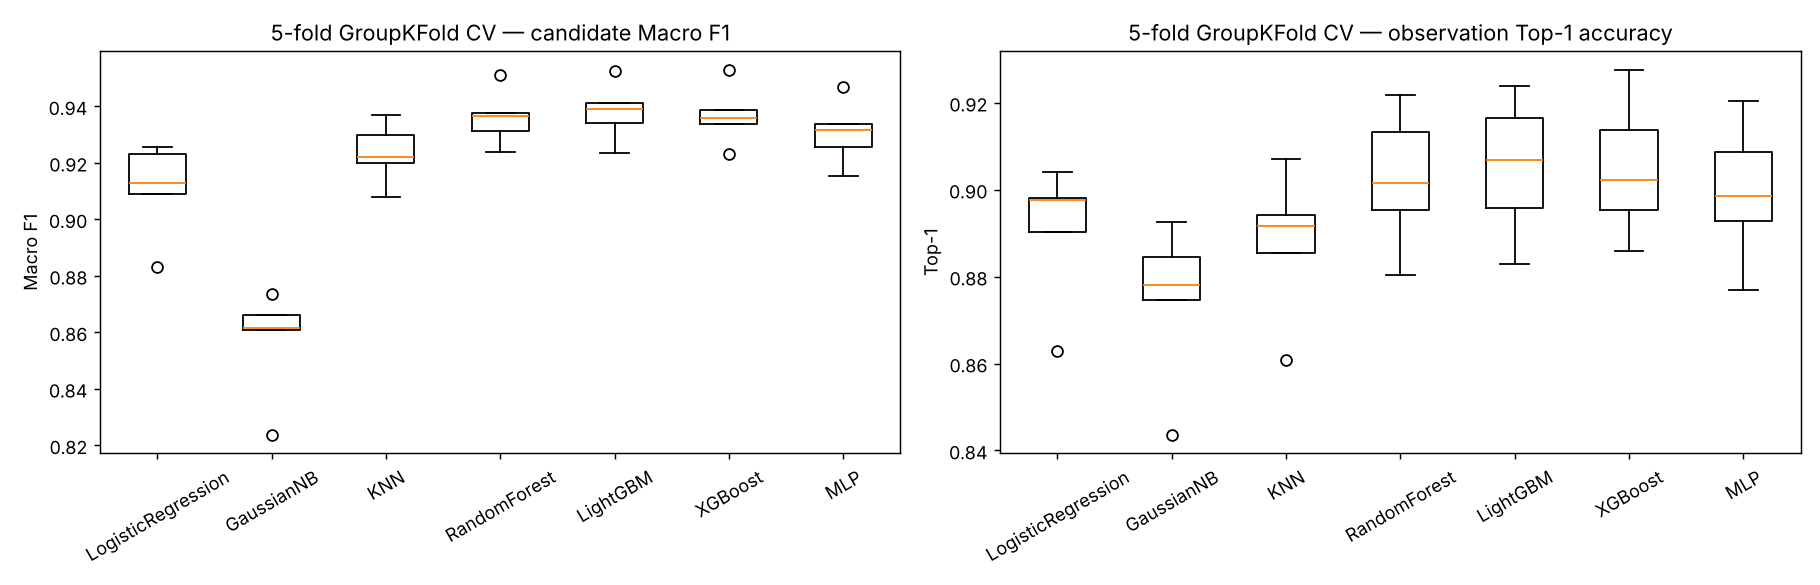 5-fold GroupKFold CV — candidate Macro F1
Macro F1
0.94
0.92
0.90
0.88
0.86
0.84
0.82
LogisticRegression
GaussianNB
KNN
RandomForest
LightGBM
XGBoost
MLP
5-fold GroupKFold CV — observation Top-1 accuracy
Top-1
0.92
0.90
0.88
0.86
0.84
LogisticRegression
GaussianNB
KNN
RandomForest
LightGBM
XGBoost
MLP